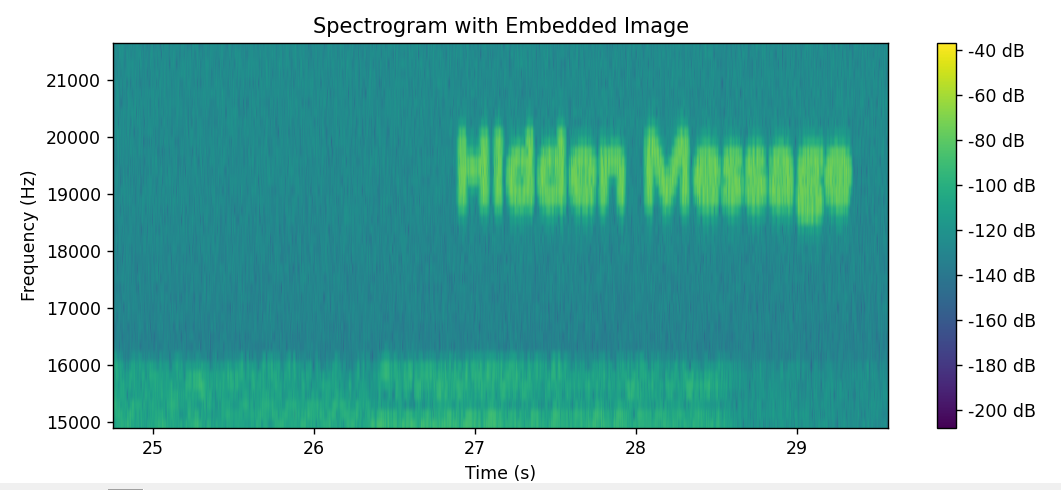 Spectrogram with Embedded Image
Frequency (Hz)
21000
20000
19000
18000
17000
16000
15000
Hidden Message
25 26 27 28 29
Time (s)
-40 dB
-60 dB
-80 dB
-100 dB
-120 dB
-140 dB
-160 dB
-180 dB
-200 dB